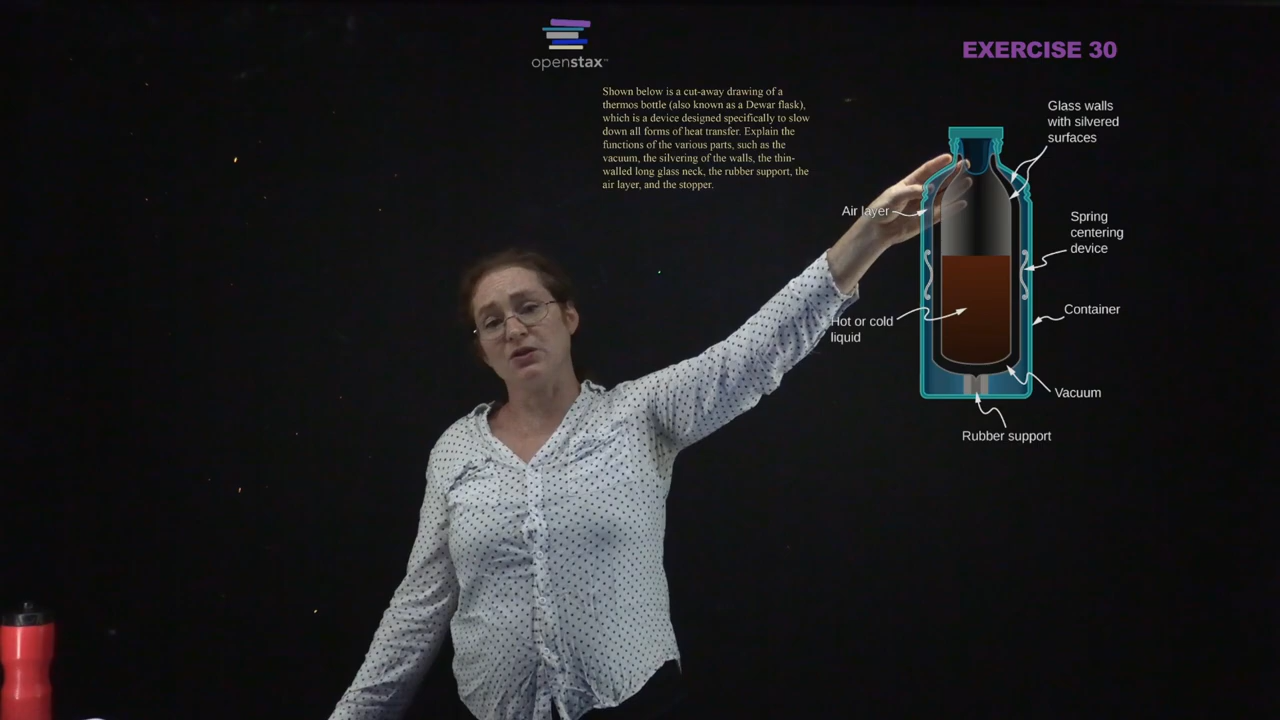 openstax™
EXERCISE 30
Shown below is a cut-away drawing of a
thermos bottle (also known as a Dewar flask),
which is a device designed specifically to slow
down all forms of heat transfer. Explain the
functions of the various parts, such as the
vacuum, the silvering of the walls, the thin-
walled long glass neck, the rubber support, the
air layer, and the stopper.
Glass walls
with silvered
surfaces
Air layer
Spring
centering
device
Hot or cold
liquid
Container
Vacuum
Rubber support